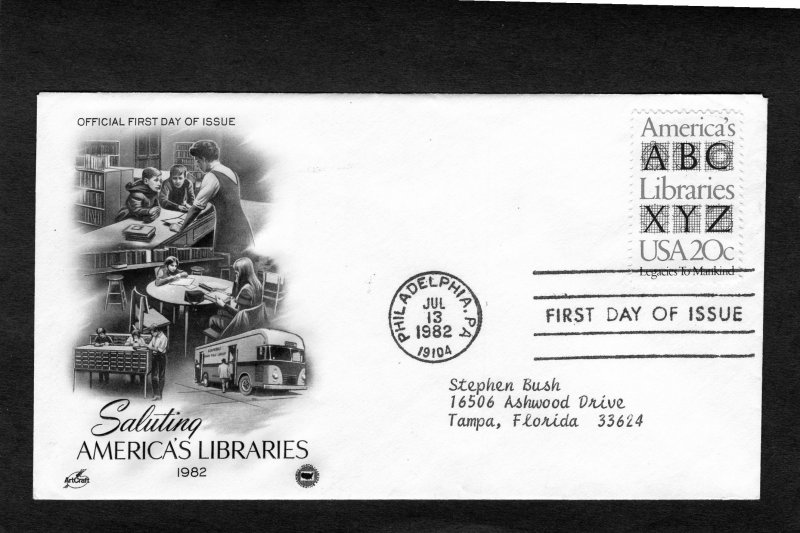 OFFICIAL FIRST DAY OF ISSUE
America's
ABC
Libraries
XYZ
USA 20c
Legacies To Mankind
PHILADELPHIA, PA
JUL
13
1982
19104
FIRST DAY OF ISSUE
Stephen Bush
16506 Ashwood Drive
Tampa, Florida 33624
Saluting
AMERICA'S LIBRARIES
1982
ArtCraft